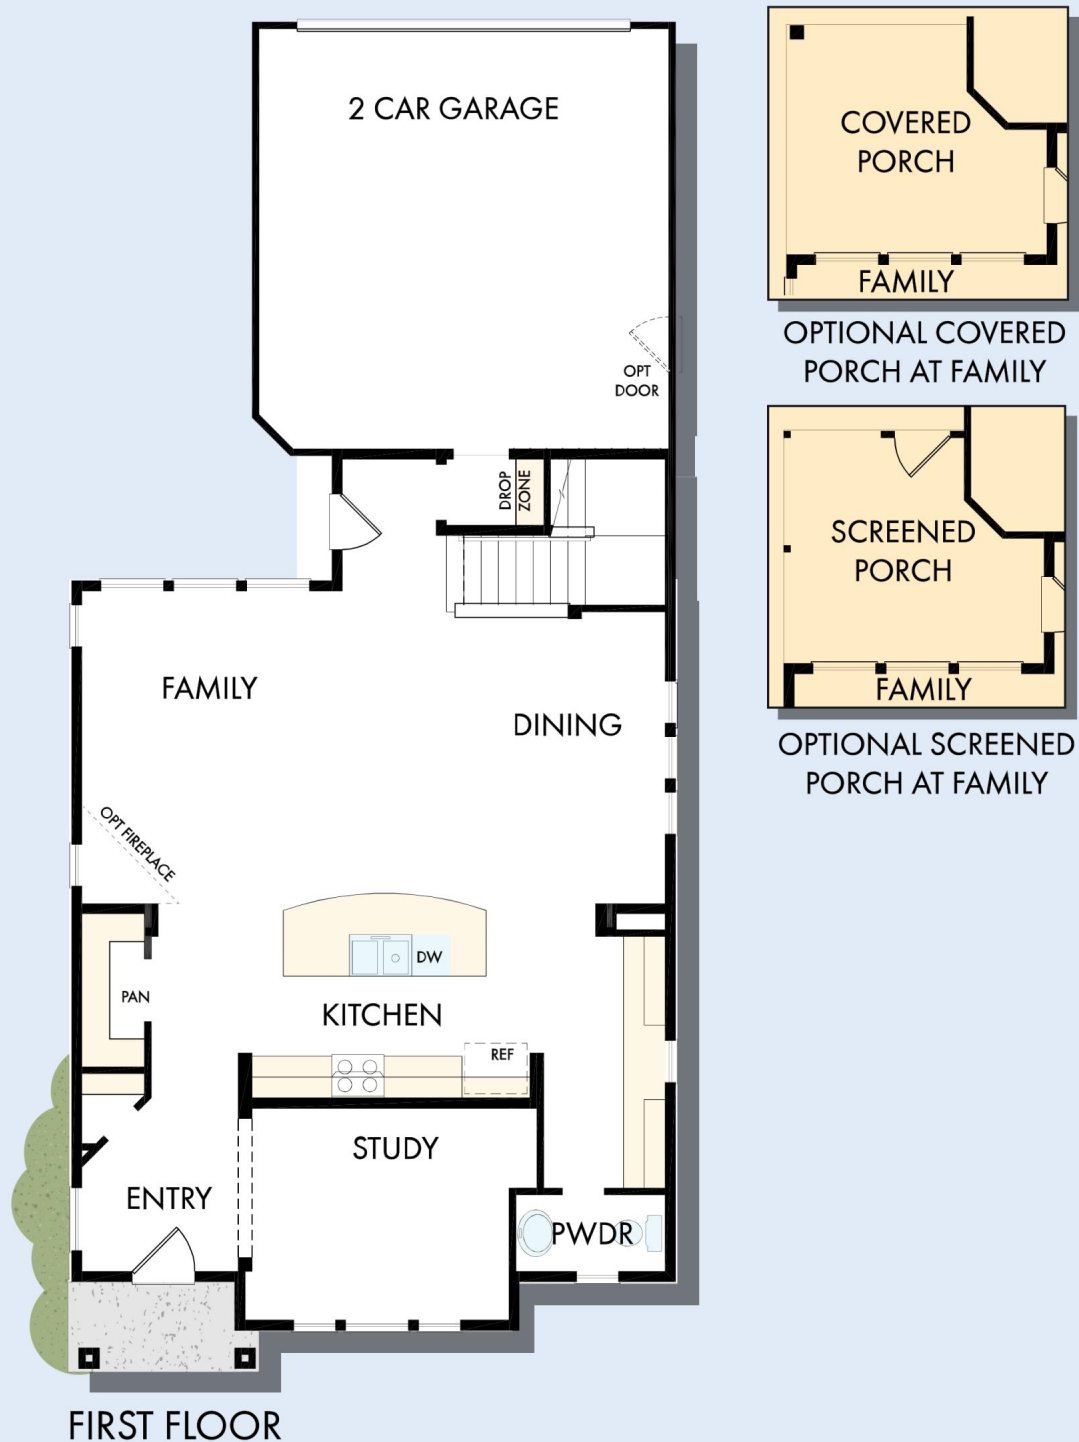 2 CAR GARAGE
OPT
DOOR
DROP
ZONE
FAMILY
DINING
OPT FIREPLACE
DW
PAN
KITCHEN
REF
STUDY
ENTRY
PWDR
FIRST FLOOR
COVERED
PORCH
FAMILY
OPTIONAL COVERED
PORCH AT FAMILY
SCREENED
PORCH
FAMILY
OPTIONAL SCREENED
PORCH AT FAMILY